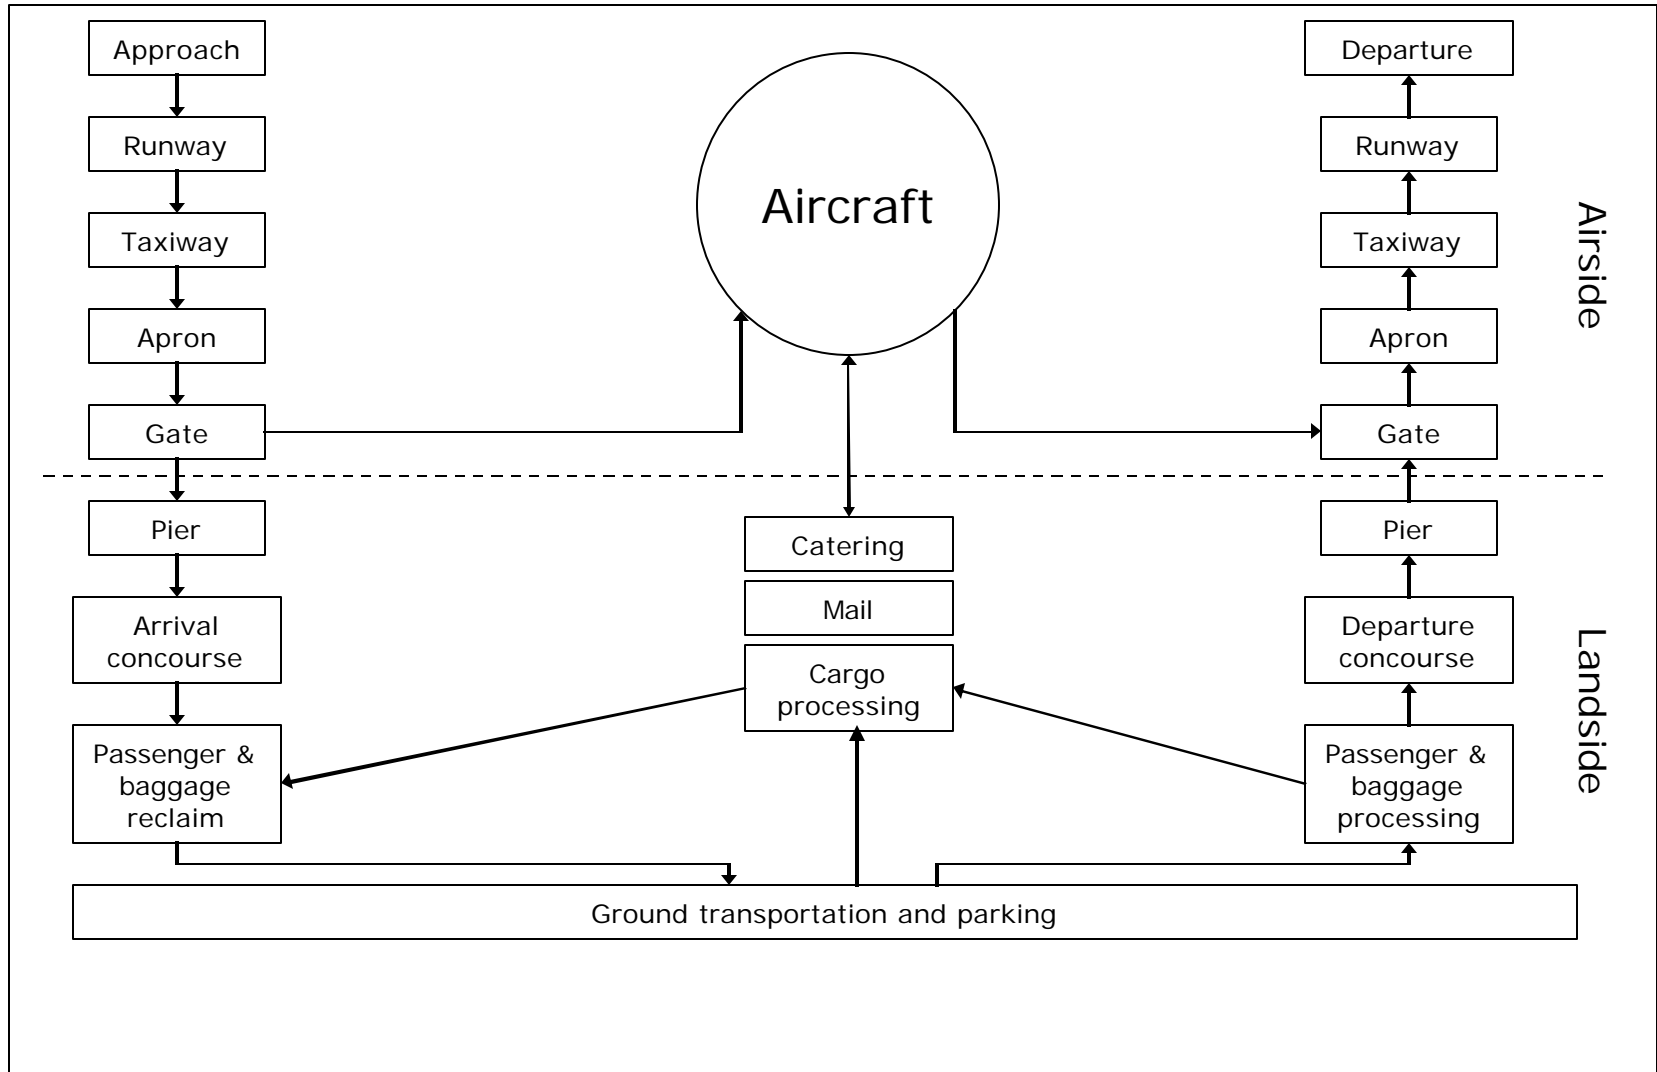 Approach
Runway
Taxiway
Apron
Gate
Pier
Arrival
concourse
Passenger &
baggage
reclaim
Aircraft
Catering
Mail
Cargo
processing
Departure
Runway
Taxiway
Apron
Gate
Pier
Departure
concourse
Passenger &
baggage
processing
Airside
Landside
Ground transportation and parking